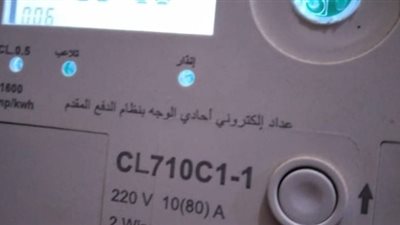 006
CL.0.5 تلاعب إنذار
1600
mp/kwh
عداد إلكتروني أحادي الوجه بنظام الدفع المقدم
CL710C1-1
220 V 10(80) A